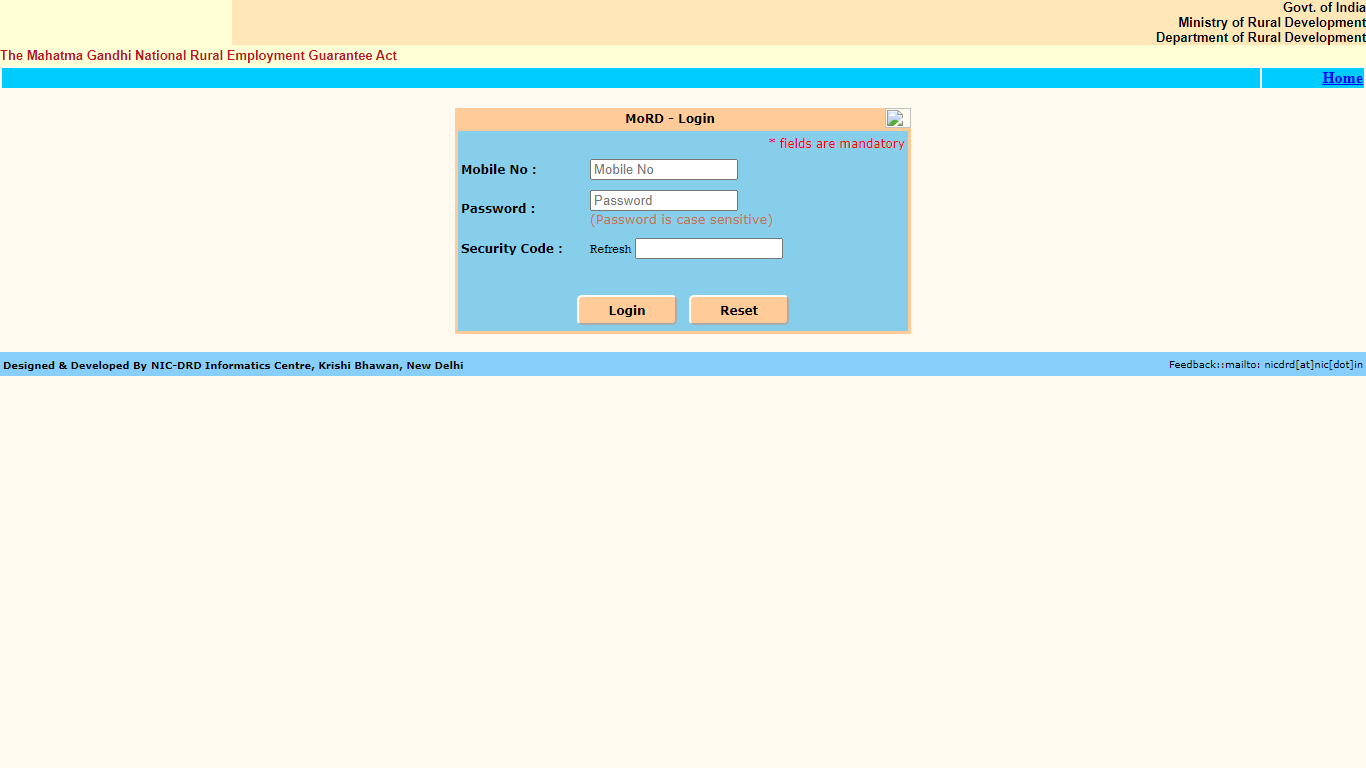 Govt. of India
Ministry of Rural Development
Department of Rural Development
The Mahatma Gandhi National Rural Employment Guarantee Act
Home
MoRD - Login
* fields are mandatory
Mobile No : Mobile No
Password : Password
(Password is case sensitive)
Security Code : Refresh
Login Reset
Designed & Developed By NIC-DRD Informatics Centre, Krishi Bhawan, New Delhi Feedback::mailto: nicdrd[at]nic[dot]in